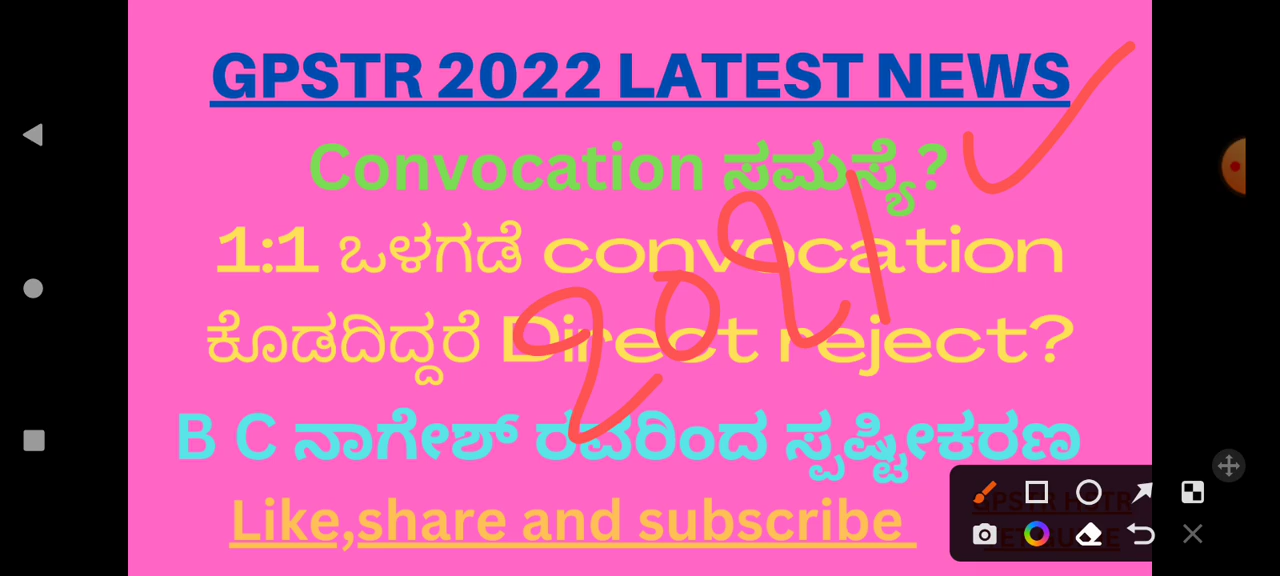 GPSTR 2022 LATEST NEWS
Convocation ಸಮಸ್ಯೆ?
1:1 ಒಳಗಡೆ convocation
ಕೊಡದಿದ್ದರೆ Direct reject?
B C ನಾಗೇಶ್ ರವರಿಂದ ಸ್ಪಷ್ಟೀಕರಣ
Like,share and subscribe
2021